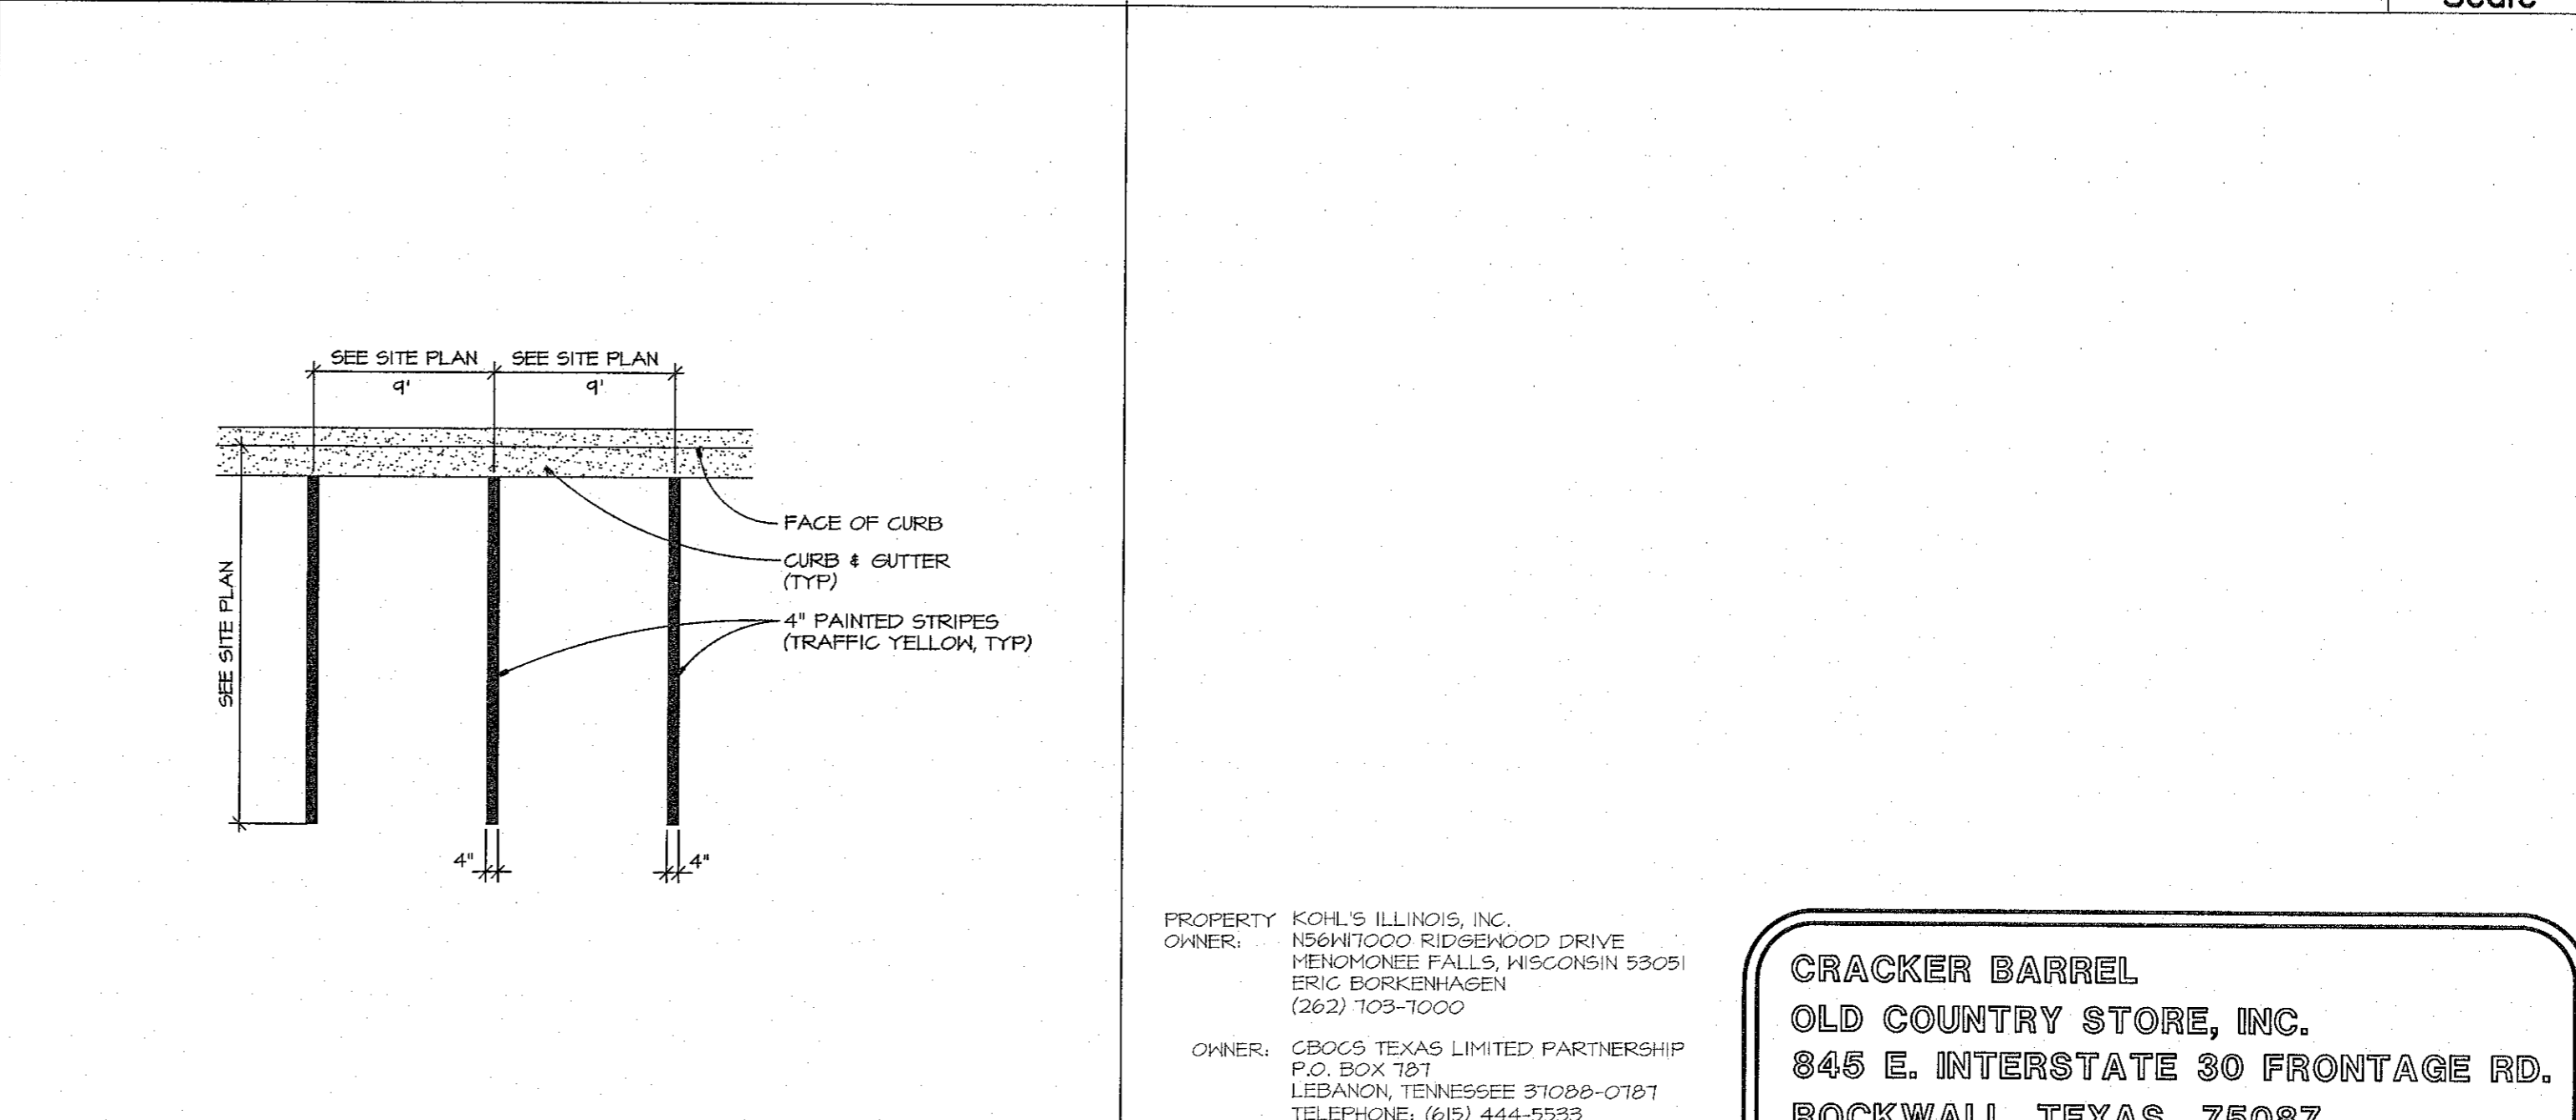 Scale
SEE SITE PLAN SEE SITE PLAN
9' 9'
FACE OF CURB
CURB & GUTTER
(TYP)
4" PAINTED STRIPES
(TRAFFIC YELLOW, TYP)
SEE SITE PLAN
4" 4"
PROPERTY KOHL'S ILLINOIS, INC.
OWNER: N56W17000 RIDGEWOOD DRIVE
MENOMONEE FALLS, WISCONSIN 53051
ERIC BORKENHAGEN
(262) 703-7000
OWNER: CBOCS TEXAS LIMITED PARTNERSHIP
P.O. BOX 787
LEBANON, TENNESSEE 37088-0787
TELEPHONE: (615) 444-5533
CRACKER BARREL
OLD COUNTRY STORE, INC.
845 E. INTERSTATE 30 FRONTAGE RD.
ROCKWALL, TEXAS 75087